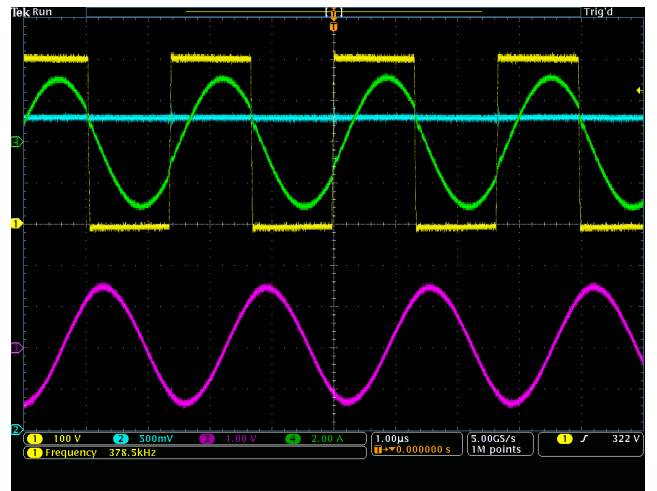 Tek Run Trig'd
T
T
4
1
3
2
1 100 V 2 500mV 3 1.00 V 4 2.00 A 1.00µs 5.00GS/s 1 322 V
T→▼0.000000 s 1M points
1 Frequency 378.5kHz